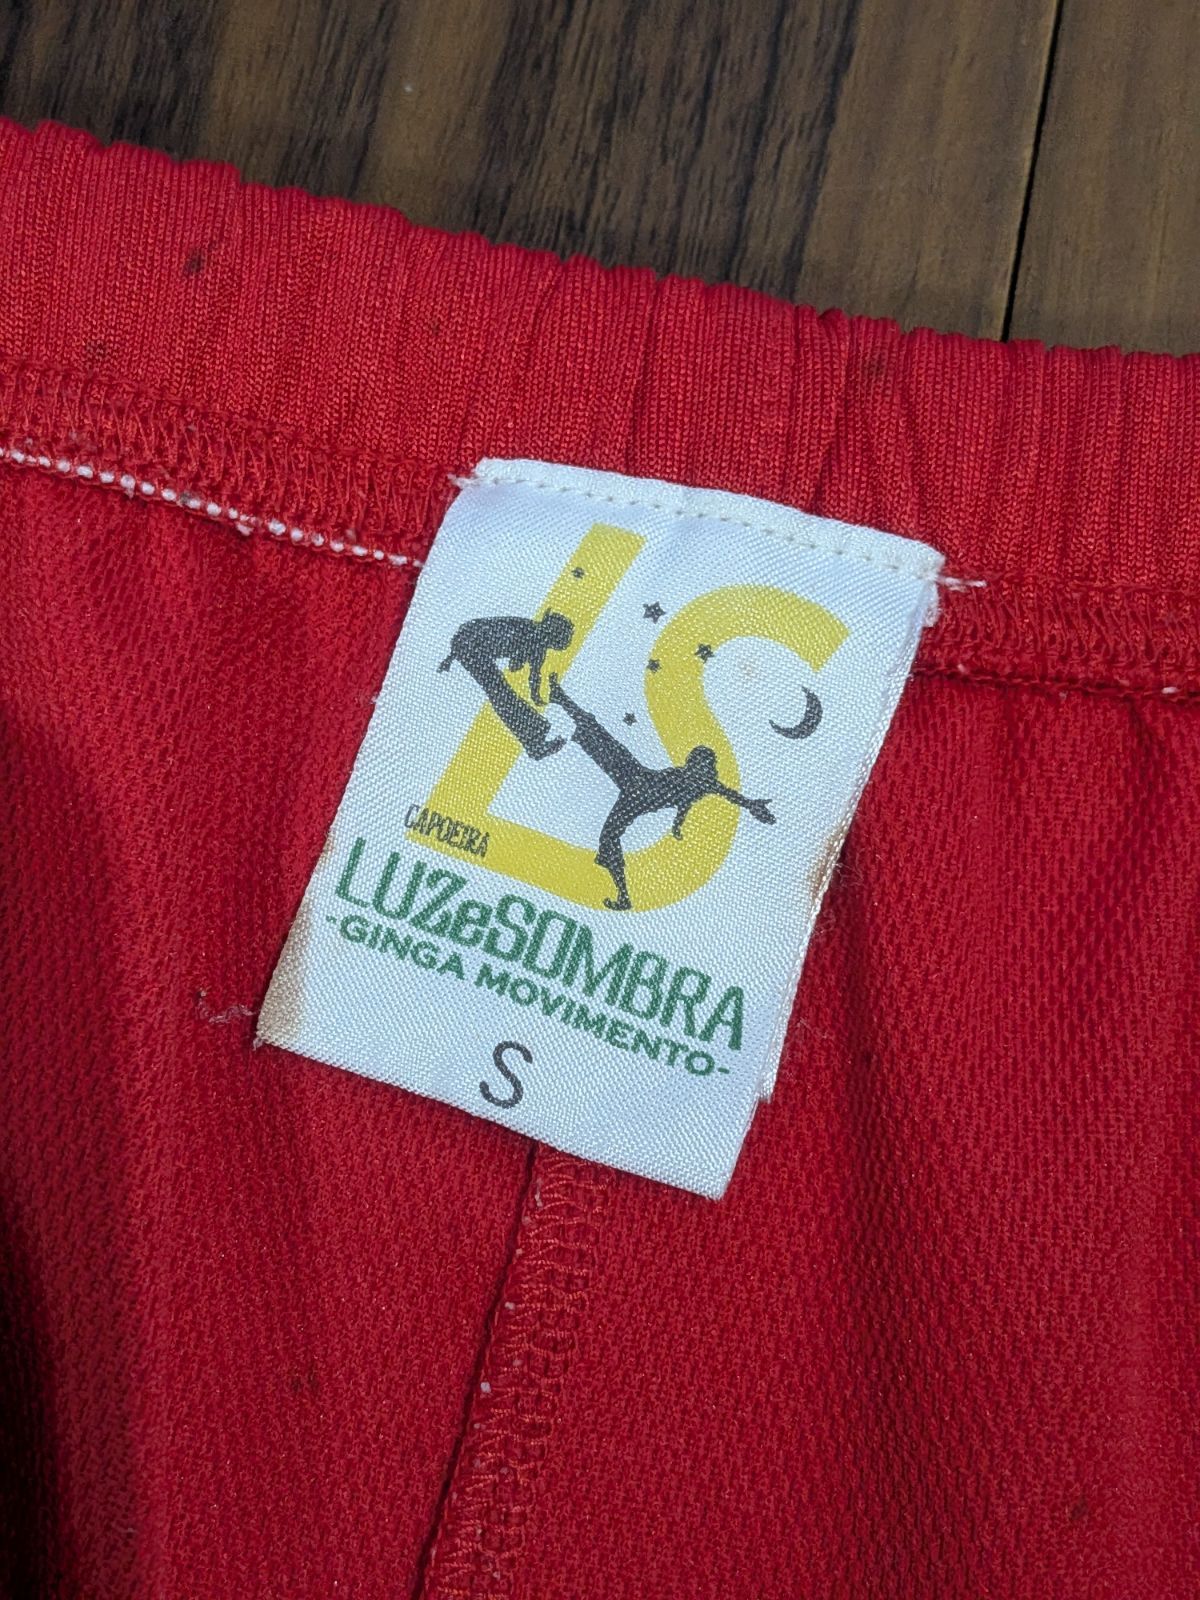 LS
CAPOEIRA
LUZeSOMBRA
-GINGA MOVIMENTO-
S